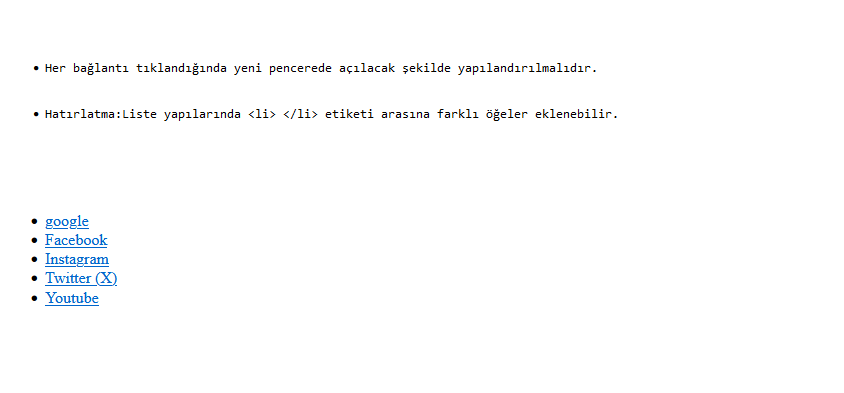 • Her bağlantı tıklandığında yeni pencerede açılacak şekilde yapılandırılmalıdır.
• Hatırlatma:Liste yapılarında <li> </li> etiketi arasına farklı öğeler eklenebilir.
• google
• Facebook
• Instagram
• Twitter (X)
• Youtube